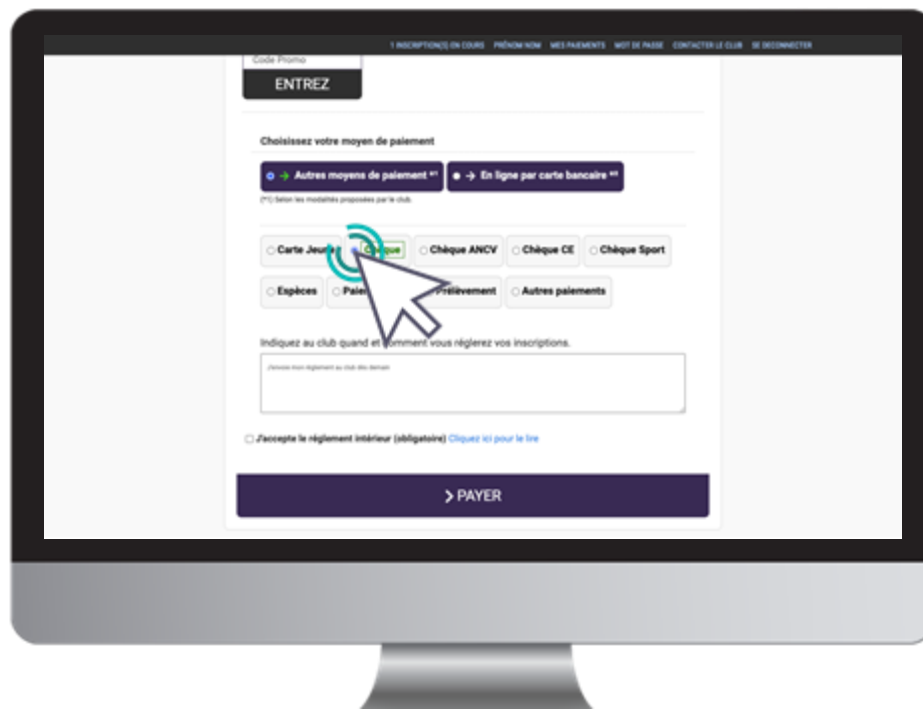 1 INSCRIPTION(S) EN COURS PRÉNOM NOM MES PAIEMENTS MOT DE PASSE CONTACTER LE CLUB SE DECONNECTER
Code Promo
ENTREZ
Choisissez votre moyen de paiement
→ Autres moyens de paiement *1 → En ligne par carte bancaire
(*1) Selon les modalités proposées par le club.
Carte Chèque ANCV Chèque CE Chèque Sport
Espèces Autres paiements
Indiquez au club quand et comment vous réglerez vos inscriptions.
J'envoie mon règlement au club dès demain
J'accepte le règlement intérieur (obligatoire) Cliquez ici pour le lire
> PAYER